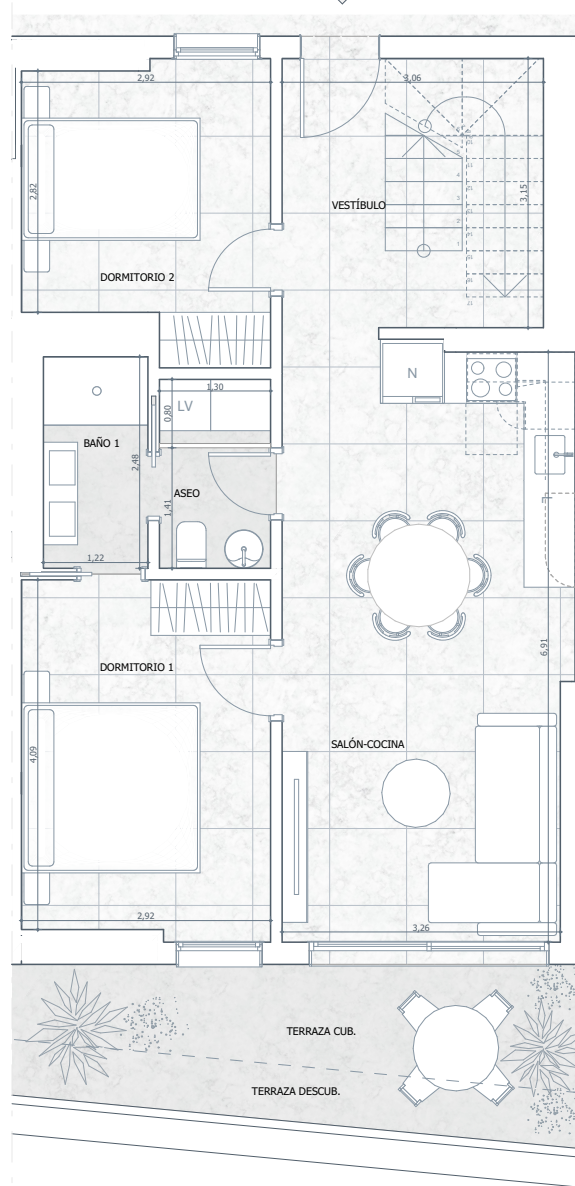 2,92
3,06
2,82
VESTÍBULO
3,15
DORMITORIO 2
N
1,30
LV
0,80
BAÑO 1
2,48
ASEO
1,41
1,22
DORMITORIO 1
6,91
SALÓN-COCINA
4,09
2,92
3,26
TERRAZA CUB.
TERRAZA DESCUB.